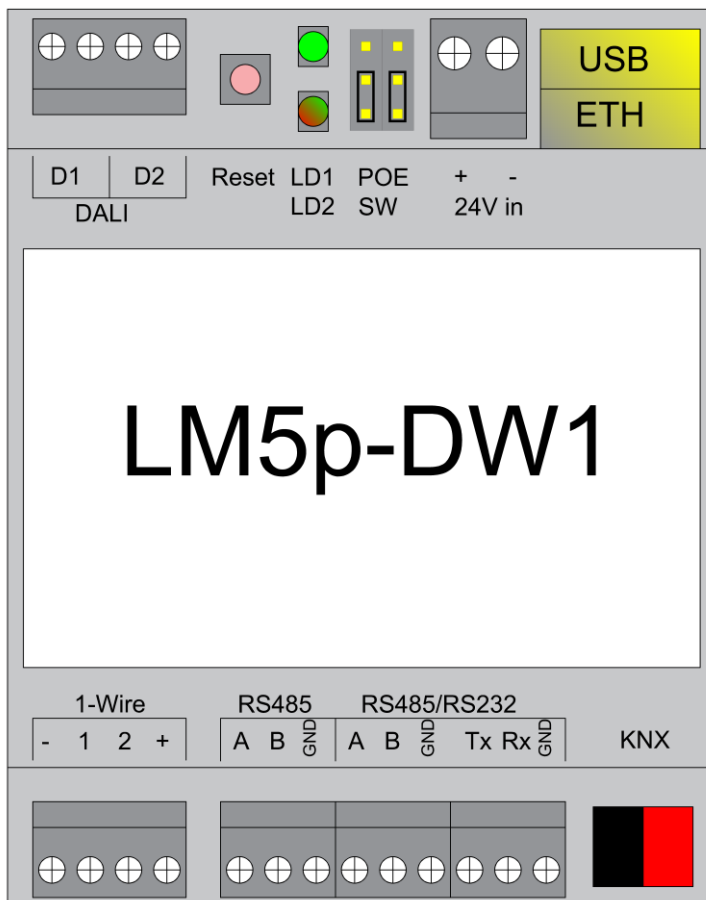 USB
ETH
D1 D2 Reset LD1 POE + -
DALI LD2 SW 24V in
LM5p-DW1
1-Wire RS485 RS485/RS232
- 1 2 + A B GND A B GND Tx Rx GND KNX